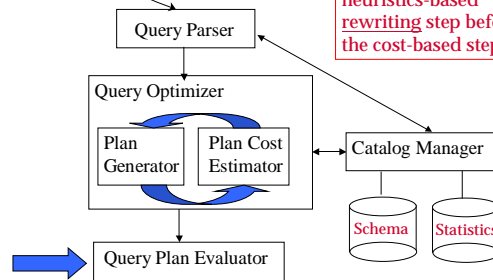 heuristics-based
rewriting step
the cost-based step
Query Parser
Query Optimizer
Plan
Generator
Plan Cost
Estimator
Catalog Manager
Schema
Statistics
Query Plan Evaluator